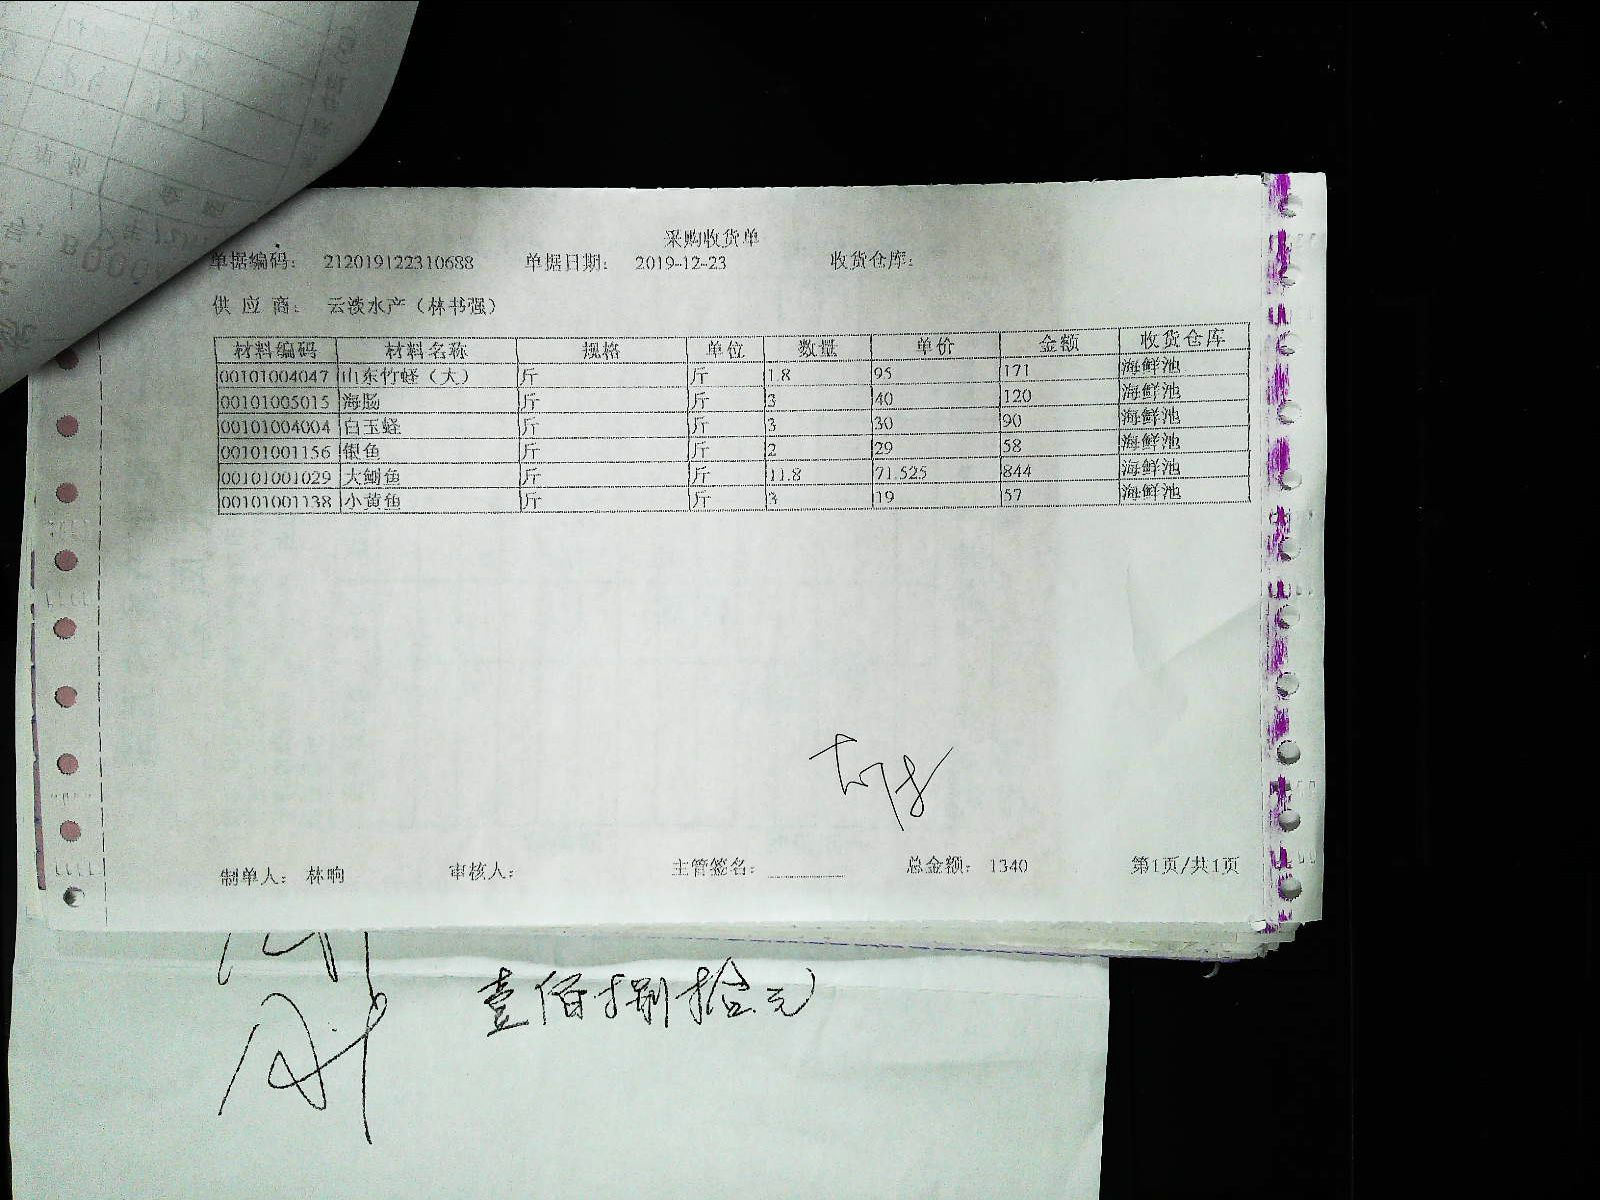 采购收货单
单据编码： 212019122310688 单据日期： 2019-12-23 收货仓库：
供 应 商： 云淡水产（林书强）
材料编码 材料名称 规格 单位 数量 单价 金额 收货仓库
00101004047 山东竹蛏（大） 斤 斤 1.8 95 171 海鲜池
00101005015 海肠 斤 斤 3 40 120 海鲜池
00101004004 白玉蛏 斤 斤 3 30 90 海鲜池
00101001156 银鱼 斤 斤 2 29 58 海鲜池
00101001029 大鲷鱼 斤 斤 11.8 71.525 844 海鲜池
00101001138 小黄鱼 斤 斤 3 19 57 海鲜池
制单人： 林响 审核人： 主管签名： 总金额： 1340 第1页/共1页
壹佰捌拾元